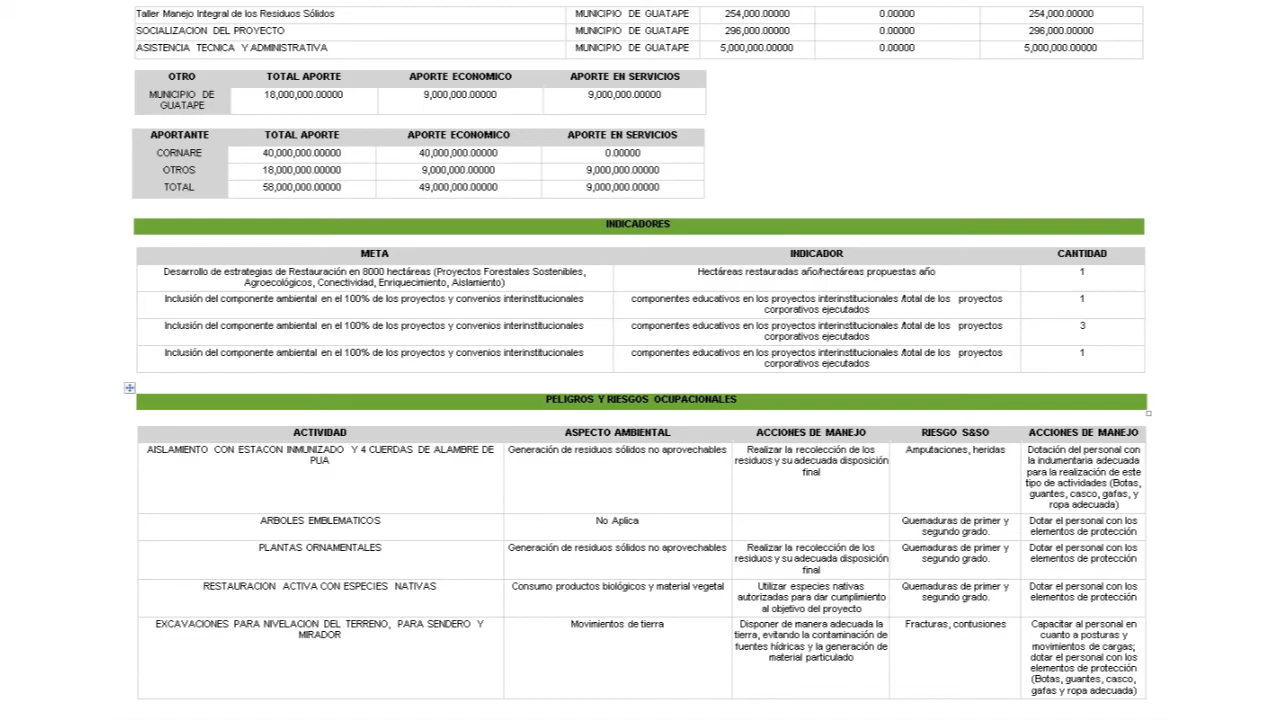 Taller Manejo Integral de los Residuos Sólidos MUNICIPIO DE GUATAPE 254,000.00000 0.00000 254,000.00000
SOCIALIZACION DEL PROYECTO MUNICIPIO DE GUATAPE 296,000.00000 0.00000 296,000.00000
ASISTENCIA TECNICA Y ADMINISTRATIVA MUNICIPIO DE GUATAPE 5,000,000.00000 0.00000 5,000,000.00000
OTRO TOTAL APORTE APORTE ECONOMICO APORTE EN SERVICIOS
MUNICIPIO DE 18,000,000.00000 9,000,000.00000 9,000,000.00000
GUATAPE
APORTANTE TOTAL APORTE APORTE ECONOMICO APORTE EN SERVICIOS
CORNARE 40,000,000.00000 40,000,000.00000 0.00000
OTROS 18,000,000.00000 9,000,000.00000 9,000,000.00000
TOTAL 58,000,000.00000 49,000,000.00000 9,000,000.00000
INDICADORES
META INDICADOR CANTIDAD
Desarrollo de estrategias de Restauración en 8000 hectáreas (Proyectos Forestales Sostenibles, Hectáreas restauradas año/hectáreas propuestas año 1
Agroecológicos, Conectividad, Enriquecimiento, Aislamiento)
Inclusión del componente ambiental en el 100% de los proyectos y convenios interinstitucionales componentes educativos en los proyectos interinstitucionales /total de los proyectos 1
corporativos ejecutados
Inclusión del componente ambiental en el 100% de los proyectos y convenios interinstitucionales componentes educativos en los proyectos interinstitucionales /total de los proyectos 3
corporativos ejecutados
Inclusión del componente ambiental en el 100% de los proyectos y convenios interinstitucionales componentes educativos en los proyectos interinstitucionales /total de los proyectos 1
corporativos ejecutados
PELIGROS Y RIESGOS OCUPACIONALES
ACTIVIDAD ASPECTO AMBIENTAL ACCIONES DE MANEJO RIESGO S&SO ACCIONES DE MANEJO
AISLAMIENTO CON ESTACON INMUNIZADO Y 4 CUERDAS DE ALAMBRE DE Generación de residuos sólidos no aprovechables Realizar la recolección de los Amputaciones, heridas Dotación del personal con
PUA residuos y su adecuada disposición la indumentaria adecuada
final para la realización de este
tipo de actividades (Botas,
guantes, casco, gafas, y
ropa adecuada)
ARBOLES EMBLEMATICOS No Aplica Quemaduras de primer y Dotar el personal con los
segundo grado. elementos de protección
PLANTAS ORNAMENTALES Generación de residuos sólidos no aprovechables Realizar la recolección de los Quemaduras de primer y Dotar el personal con los
residuos y su adecuada disposición segundo grado. elementos de protección
final
RESTAURACION ACTIVA CON ESPECIES NATIVAS Consumo productos biológicos y material vegetal Utilizar especies nativas Quemaduras de primer y Dotar el personal con los
autorizadas para dar cumplimiento segundo grado. elementos de protección
al objetivo del proyecto
EXCAVACIONES PARA NIVELACION DEL TERRENO, PARA SENDERO Y Movimientos de tierra Disponer de manera adecuada la Fracturas, contusiones Capacitar al personal en
MIRADOR tierra, evitando la contaminación de cuanto a posturas y
fuentes hídricas y la generación de movimientos de cargas;
material particulado dotar el personal con los
elementos de protección
(Botas, guantes, casco,
gafas y ropa adecuada)